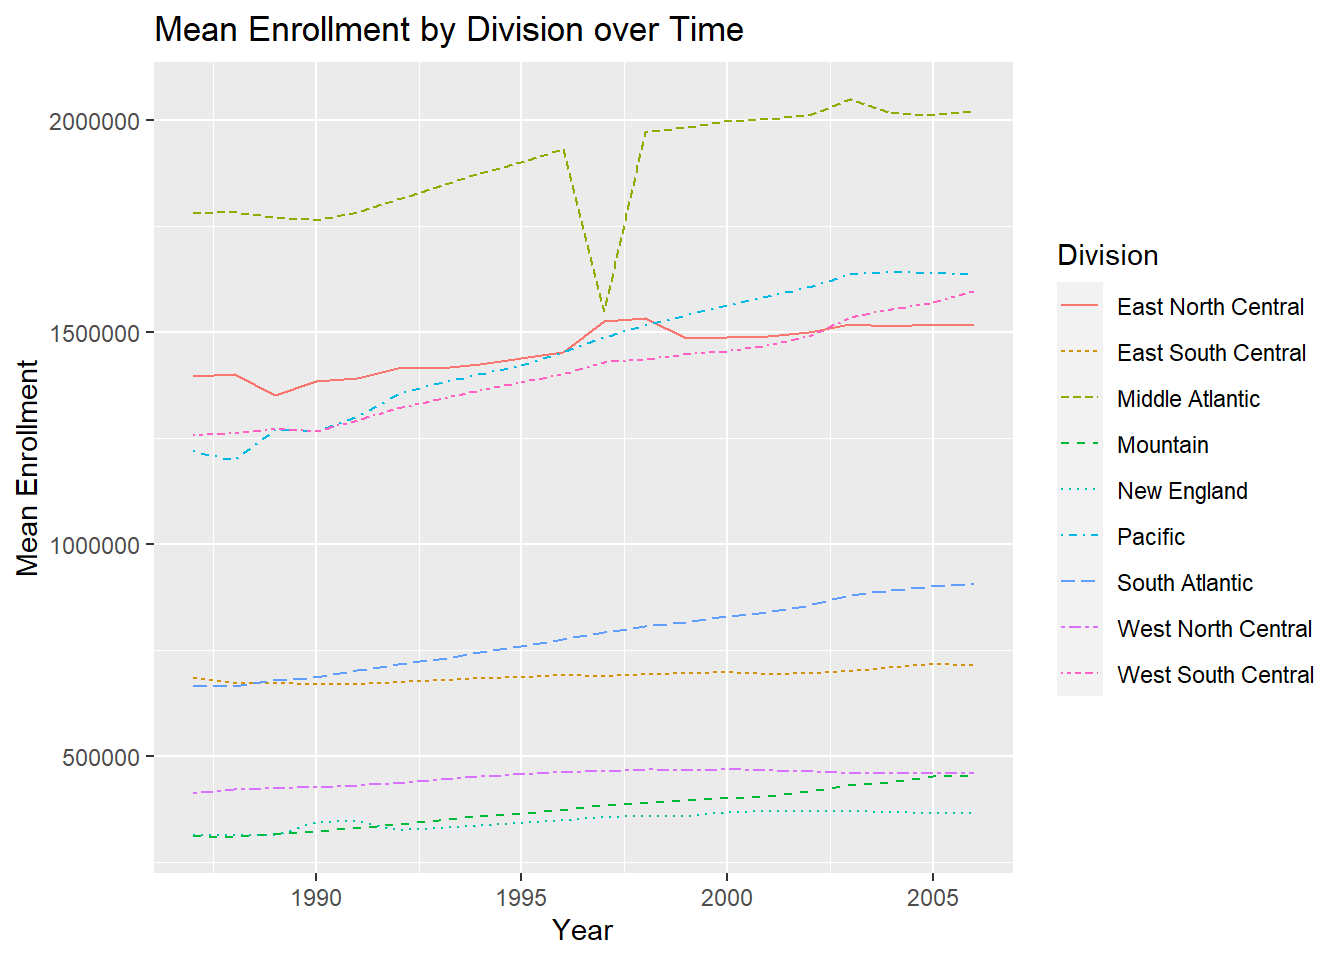 Mean Enrollment by Division over Time
Mean Enrollment
2000000
1500000
1000000
500000
1990
1995
2000
2005
Year
Division
East North Central
East South Central
Middle Atlantic
Mountain
New England
Pacific
South Atlantic
West North Central
West South Central